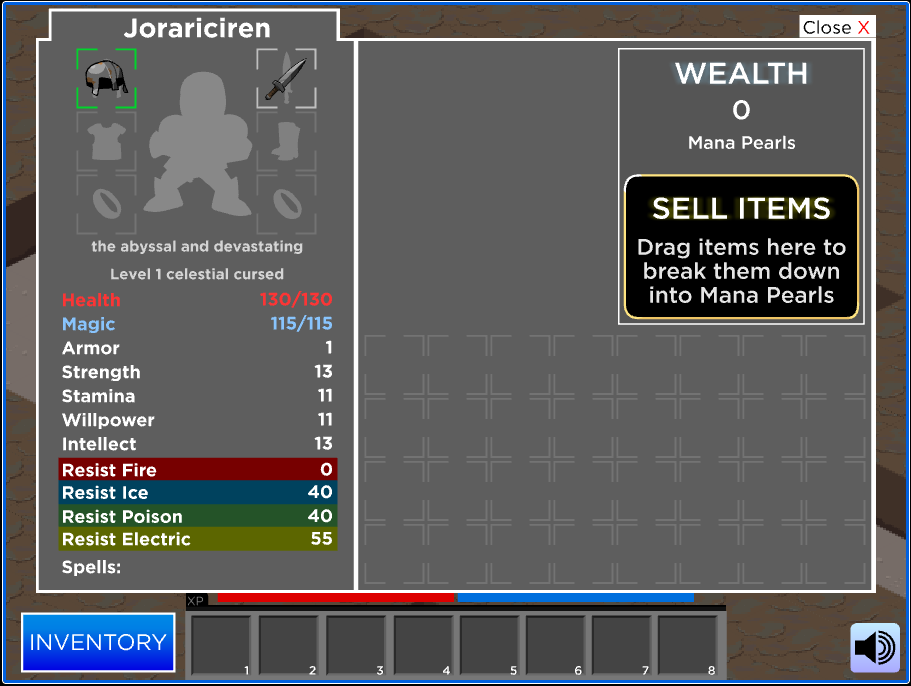 Jorariciren
Close X
WEALTH
0
Mana Pearls
SELL ITEMS
Drag items here to
break them down
into Mana Pearls
the abyssal and devastating
Level 1 celestial cursed
Health 130/130
Magic 115/115
Armor 1
Strength 13
Stamina 11
Willpower 11
Intellect 13
Resist Fire 0
Resist Ice 40
Resist Poison 40
Resist Electric 55
Spells:
XP
INVENTORY
1 2 3 4 5 6 7 8